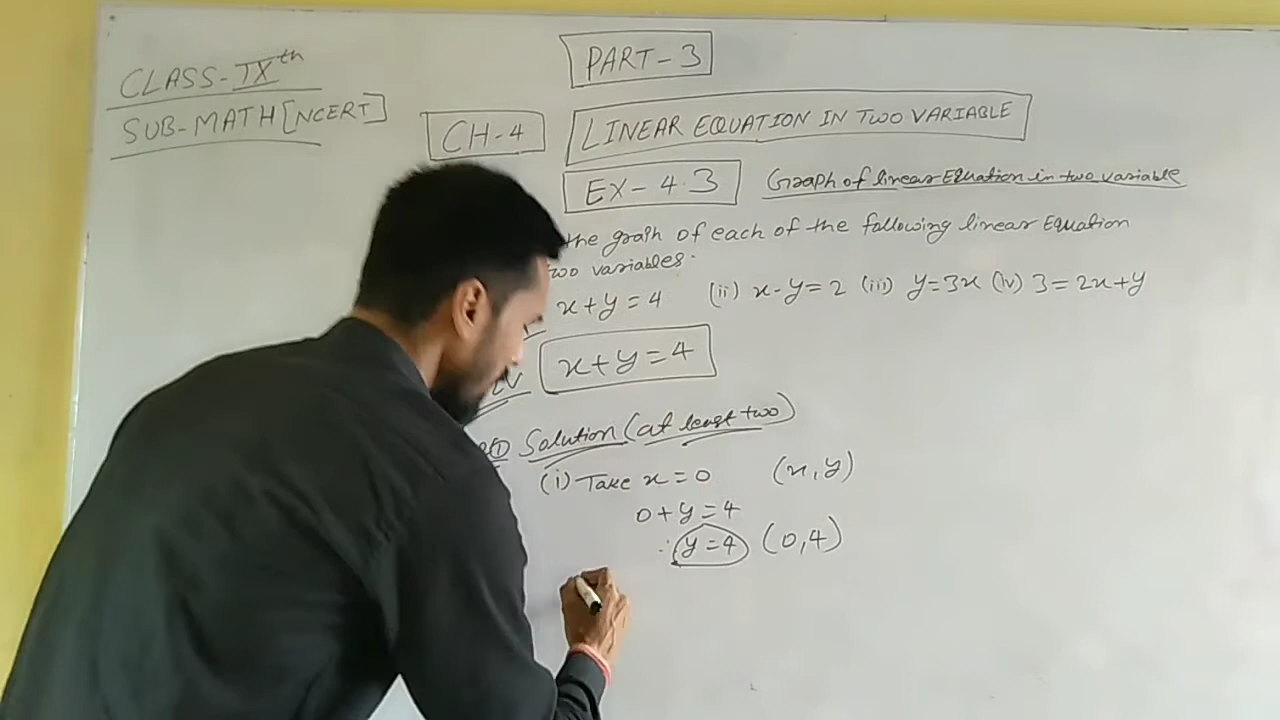 CLASS-IXth
SUB-MATH[NCERT]
PART-3
CH-4
LINEAR EQUATION IN TWO VARIABLE
EX-4.3
Graph of linear Equation in two variable
the graph of each of the following linear Equation
two variables.
x+y=4 (ii) x-y=2 (iii) y=3x (iv) 3=2x+y
x+y=4
Solution (at least two)
(i) Take x=0 (x,y)
0+y=4
∴ y=4 (0,4)